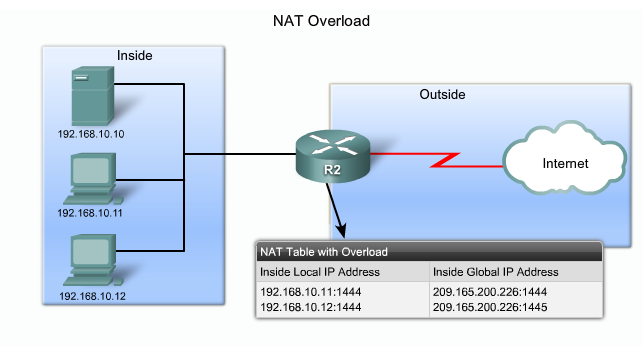 NAT Overload
Inside
Outside
192.168.10.10
192.168.10.11
192.168.10.12
R2
Internet
NAT Table with Overload
Inside Local IP Address Inside Global IP Address
192.168.10.11:1444 209.165.200.226:1444
192.168.10.12:1444 209.165.200.226:1445